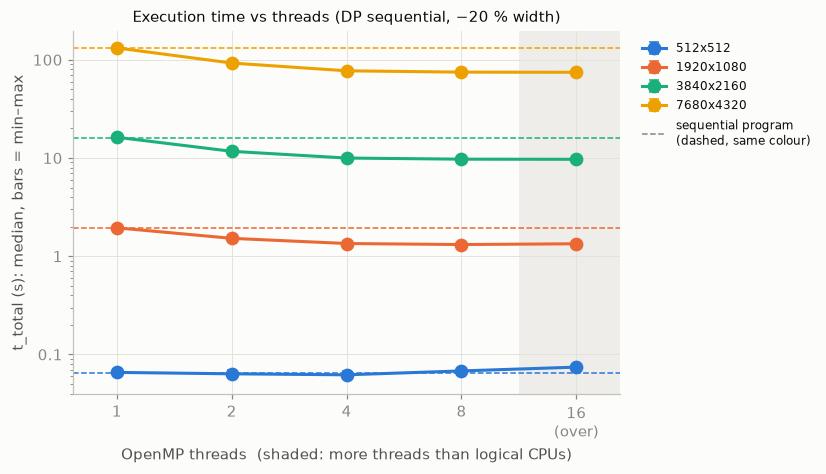 Execution time vs threads (DP sequential, −20 % width)
t_total (s): median, bars = min–max
100
10
1
0.1
1
2
4
8
16
(over)
OpenMP threads  (shaded: more threads than logical CPUs)
512x512
1920x1080
3840x2160
7680x4320
sequential program
(dashed, same colour)